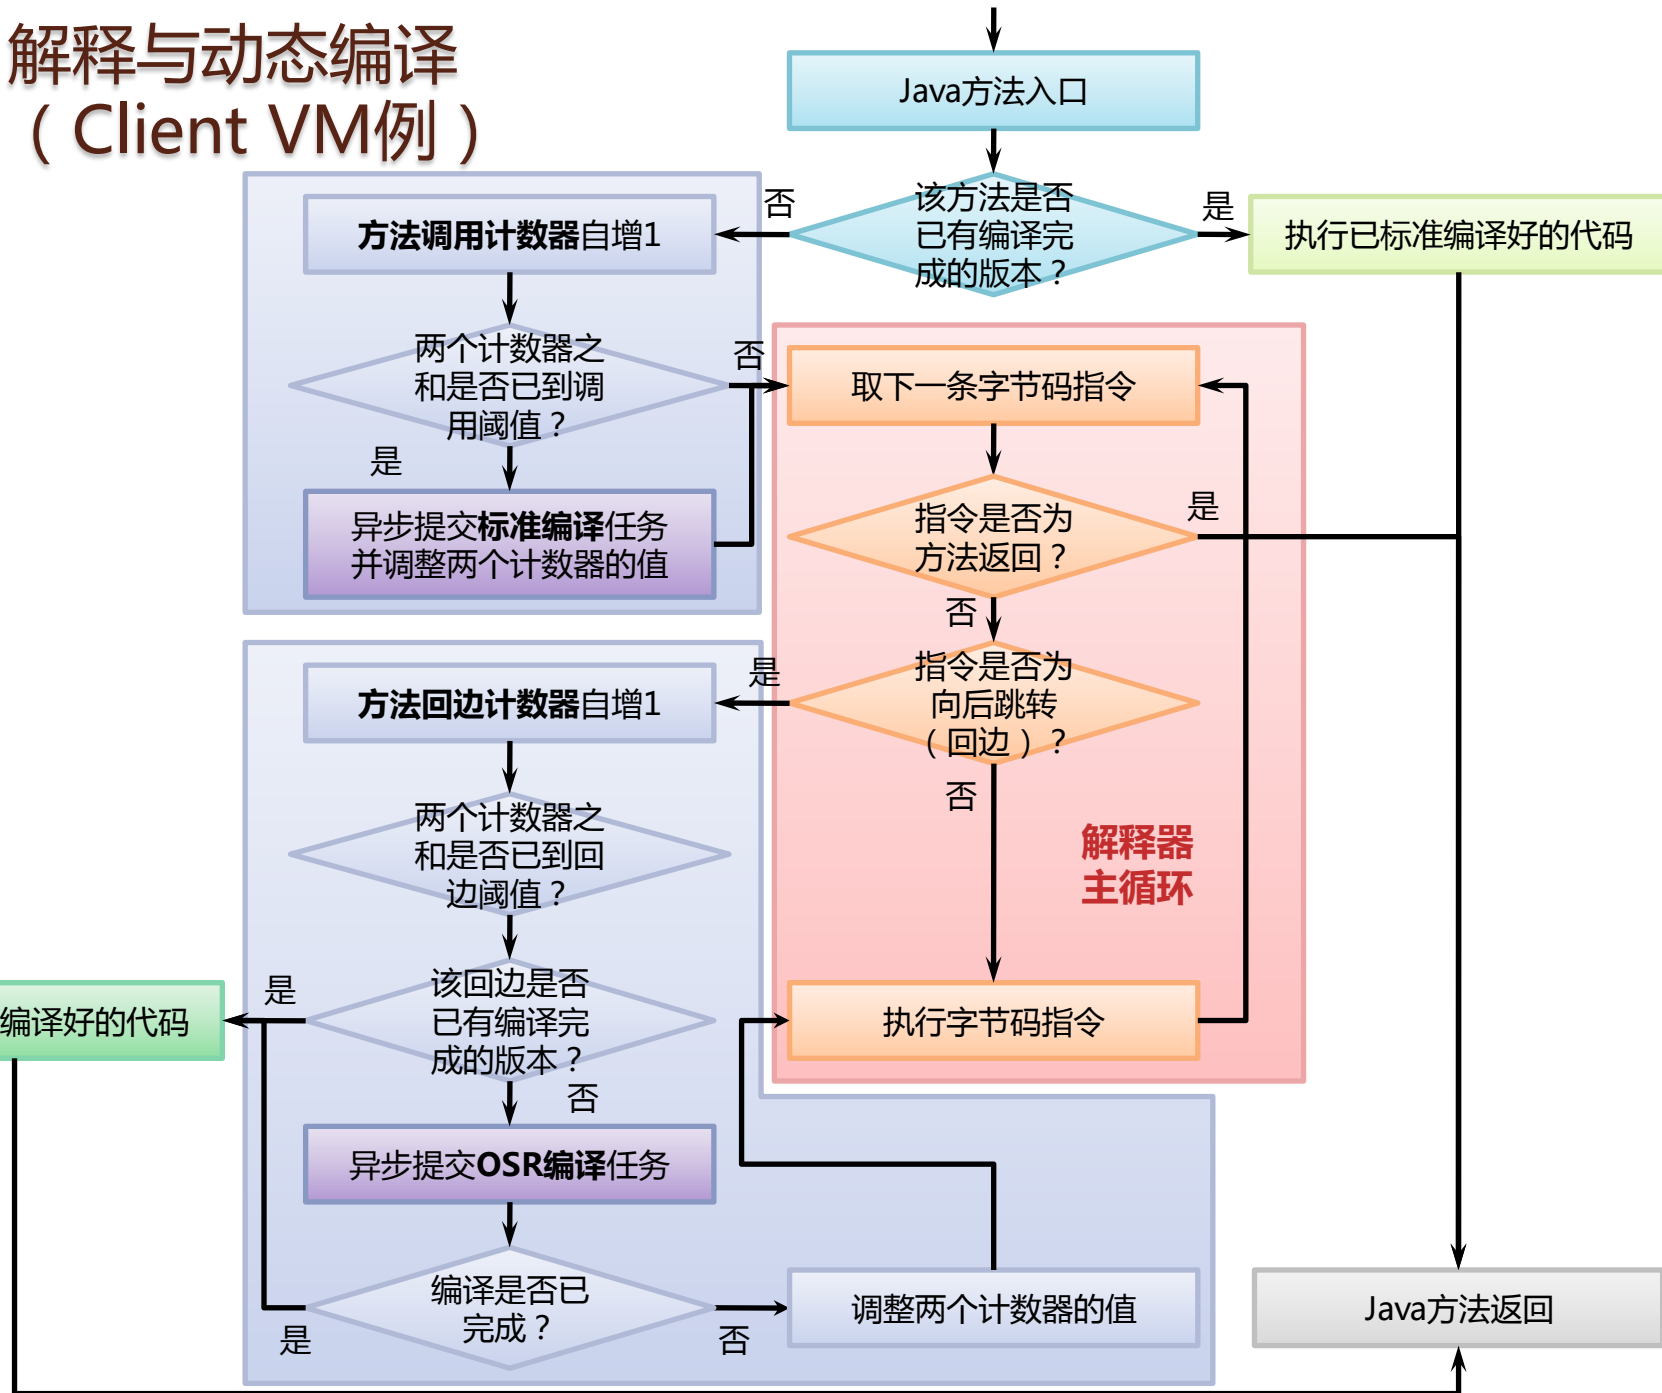 解释与动态编译
（Client VM例）
Java方法入口
该方法是否
已有编译完
成的版本？
否
是
方法调用计数器自增1
执行已标准编译好的代码
两个计数器之
和是否已到调
用阈值？
否
是
取下一条字节码指令
异步提交标准编译任务
并调整两个计数器的值
指令是否为
方法返回？
是
否
指令是否为
向后跳转
（回边）？
是
否
方法回边计数器自增1
两个计数器之
和是否已到回
边阈值？
解释器
主循环
该回边是否
已有编译完
成的版本？
是
否
编译好的代码
执行字节码指令
异步提交OSR编译任务
编译是否已
完成？
是
否
调整两个计数器的值
Java方法返回